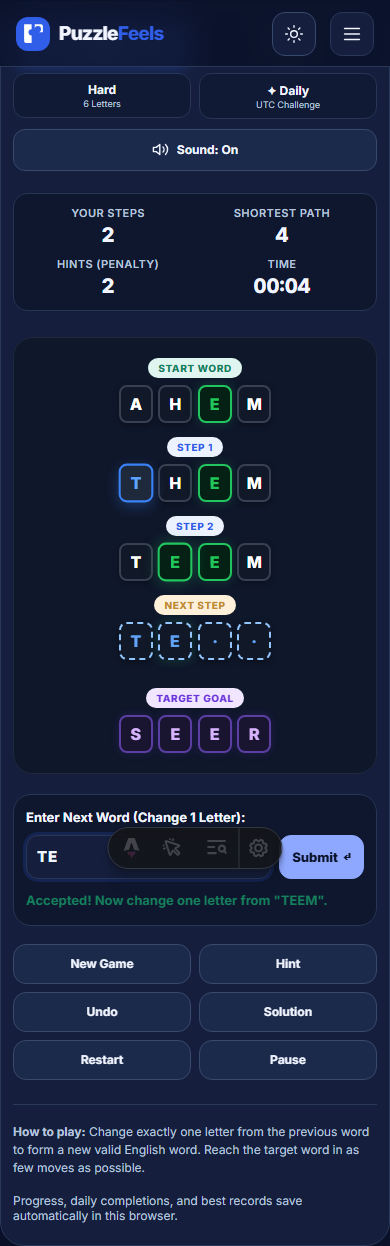 PuzzleFeels
Hard
6 Letters
✦ Daily
UTC Challenge
Sound: On
YOUR STEPS
2
SHORTEST PATH
4
HINTS (PENALTY)
2
TIME
00:04
START WORD
A H E M
STEP 1
T H E M
STEP 2
T E E M
NEXT STEP
T E · ·
TARGET GOAL
S E E R
Enter Next Word (Change 1 Letter):
TE
Submit ↵
Accepted! Now change one letter from "TEEM".
New Game
Hint
Undo
Solution
Restart
Pause
How to play: Change exactly one letter from the previous word
to form a new valid English word. Reach the target word in as
few moves as possible.
Progress, daily completions, and best records save
automatically in this browser.